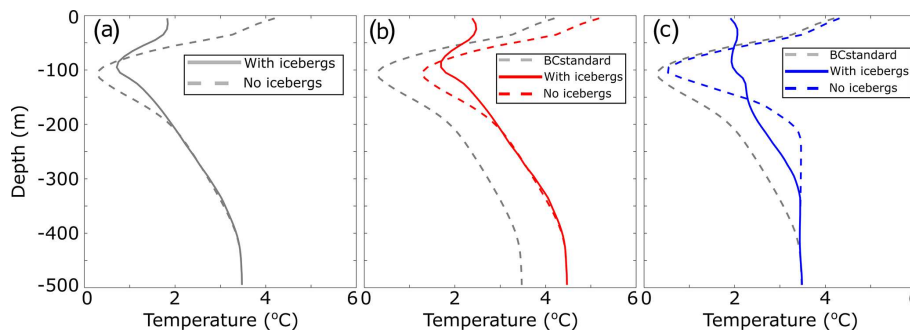 (a) (b) (c)
With icebergs
No icebergs
BCstandard
With icebergs
No icebergs
BCstandard
With icebergs
No icebergs
Depth (m)
0
-100
-200
-300
-400
-500
0 2 4 6 0 2 4 6 0 2 4 6
Temperature (°C) Temperature (°C) Temperature (°C)